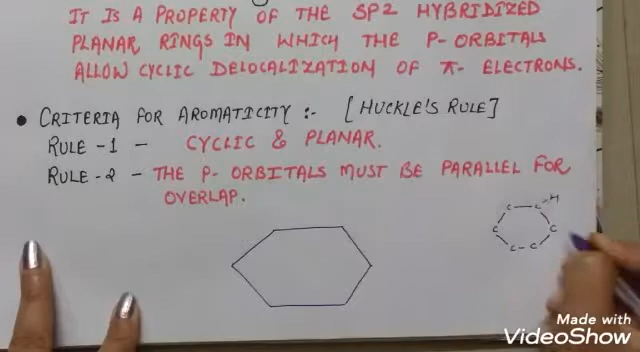 IT IS A PROPERTY OF THE SP2 HYBRIDIZED
PLANAR RINGS IN WHICH THE P-ORBITALS
ALLOW CYCLIC DELOCALIZATION OF π- ELECTRONS.
• CRITERIA FOR AROMATICITY :- [HUCKLE'S RULE]
RULE -1 - CYCLIC & PLANAR.
RULE -2 - THE P- ORBITALS MUST BE PARALLEL FOR
OVERLAP.
C C H
C C
C C
Made with
VideoShow